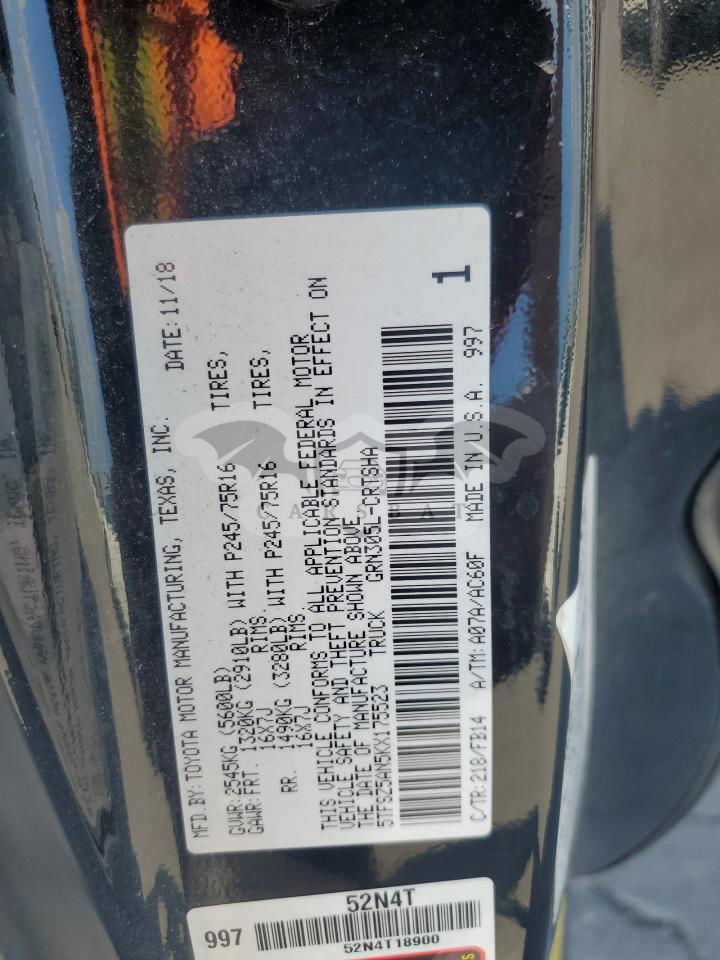 MFD.BY: TOYOTA MOTOR MANUFACTURING, TEXAS, INC. DATE: 11/18
GVWR: 2545KG (5600LB)
GAWR: FRT. 1320KG (2910LB) WITH P245/75R16 TIRES,
16X7J RIMS,
RR. 1490KG (3280LB) WITH P245/75R16 TIRES,
16X7J RIMS.
THIS VEHICLE CONFORMS TO ALL APPLICABLE FEDERAL MOTOR
VEHICLE SAFETY AND THEFT PREVENTION STANDARDS IN EFFECT ON
THE DATE OF MANUFACTURE SHOWN ABOVE.
5TFSZ5AN5KX175523 TRUCK GRN305L-CRTSHA
1
C/TR: 218/FB14 A/TM: A07A/AC60F MADE IN U.S.A. 997
52N4T
997
52N4T18900
CARSBAT